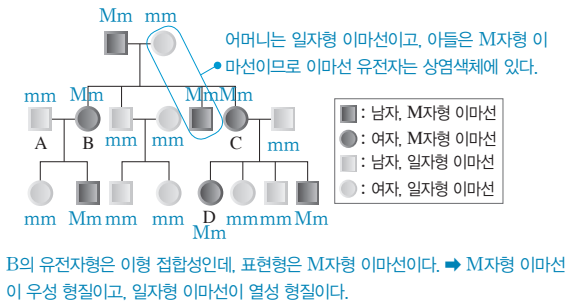 Mm mm
어머니는 일자형 이마선이고, 아들은 M자형 이
마선이므로 이마선 유전자는 상염색체에 있다.
mm Mm MmMm
mm mm mm
A B C
: 남자, M자형 이마선
: 여자, M자형 이마선
: 남자, 일자형 이마선
: 여자, 일자형 이마선
D
mm Mm mm mm Mm mm mm Mm
B의 유전자형은 이형 접합성인데, 표현형은 M자형 이마선이다. ➡ M자형 이마선
이 우성 형질이고, 일자형 이마선이 열성 형질이다.